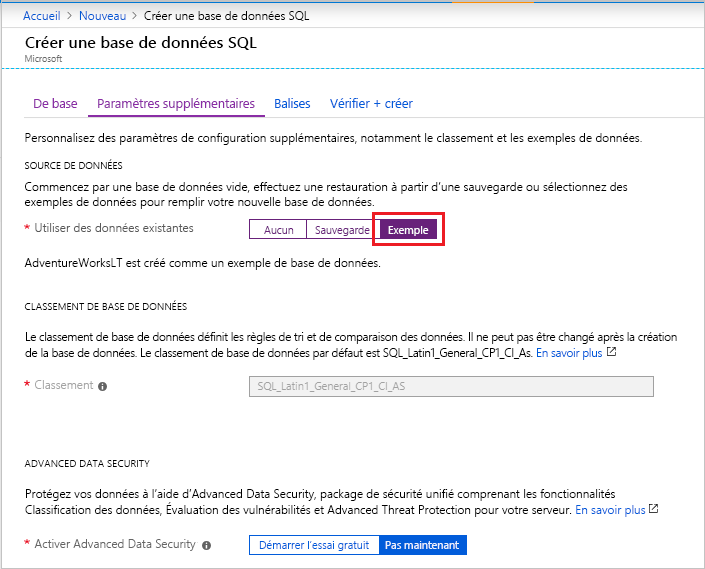 Accueil > Nouveau > Créer une base de données SQL
Créer une base de données SQL
Microsoft
De base Paramètres supplémentaires Balises Vérifier + créer
Personnalisez des paramètres de configuration supplémentaires, notamment le classement et les exemples de données.
SOURCE DE DONNÉES
Commencez par une base de données vide, effectuez une restauration à partir d'une sauvegarde ou sélectionnez des
exemples de données pour remplir votre nouvelle base de données.
* Utiliser des données existantes Aucun Sauvegarde Exemple
AdventureWorksLT est créé comme un exemple de base de données.
CLASSEMENT DE BASE DE DONNÉES
Le classement de base de données définit les règles de tri et de comparaison des données. Il ne peut pas être changé après la création
de la base de données. Le classement de base de données par défaut est SQL_Latin1_General_CP1_CI_As. En savoir plus
* Classement SQL_Latin1_General_CP1_CI_AS
ADVANCED DATA SECURITY
Protégez vos données à l'aide d'Advanced Data Security, package de sécurité unifié comprenant les fonctionnalités
Classification des données, Évaluation des vulnérabilités et Advanced Threat Protection pour votre serveur. En savoir plus
* Activer Advanced Data Security Démarrer l'essai gratuit Pas maintenant